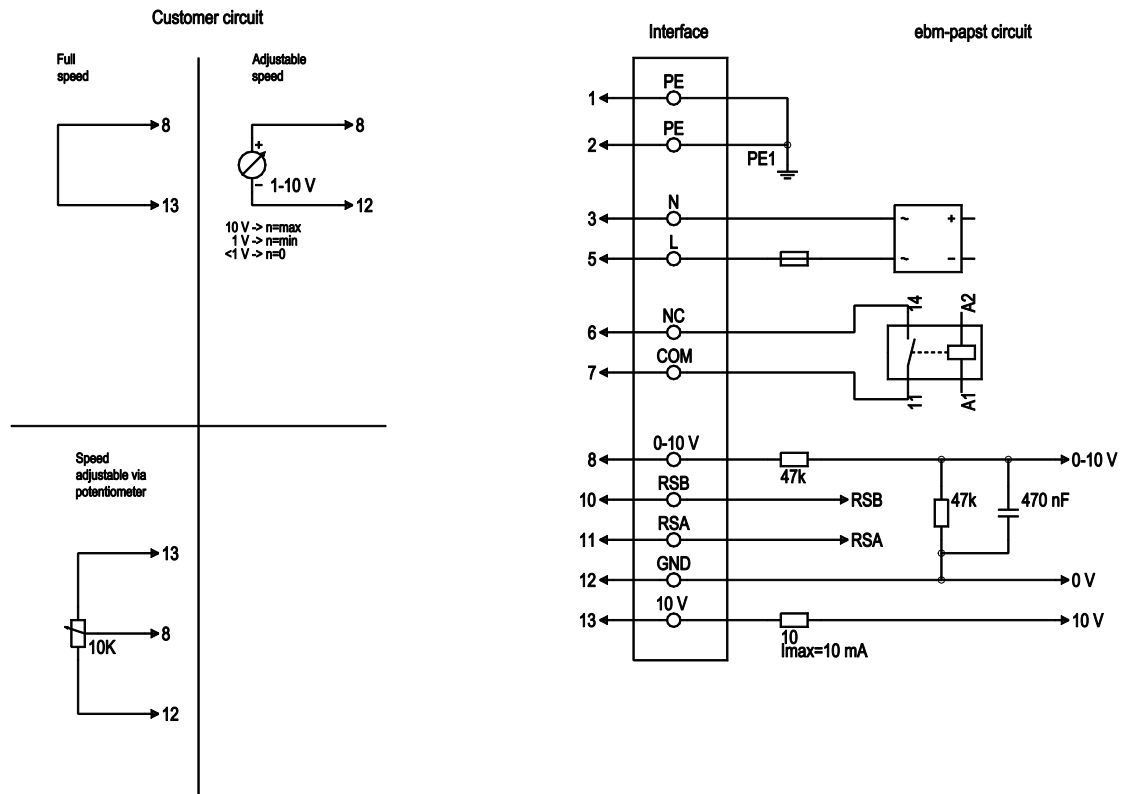 Customer circuit
Full
speed
8
13
Adjustable
speed
8
+
–
1-10 V
12
10 V -> n=max
1 V -> n=min
<1 V -> n=0
Speed
adjustable via
potentiometer
13
8
10K
12
Interface
ebm-papst circuit
1 PE
2 PE
PE1
3 N ~ +
5 L ~ –
14 A2
6 NC
7 COM
11 A1
8 0-10 V 0-10 V
47k
10 RSB RSB
47k 470 nF
11 RSA RSA
12 GND 0 V
13 10 V 10 V
10
Imax=10 mA